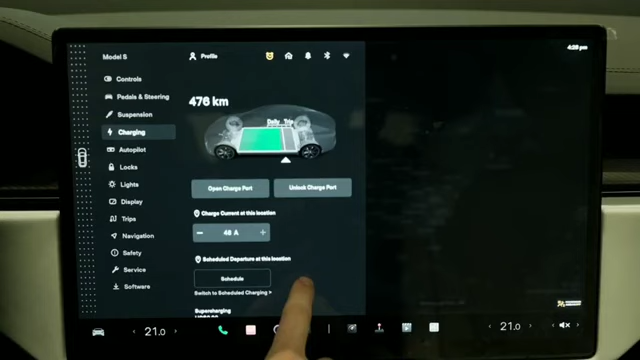 Model S
Profile
4:28 pm
Controls
Pedals & Steering
Suspension
Charging
Autopilot
Locks
Lights
Display
Trips
Navigation
Safety
Service
Software
476 km
Daily Trip
Open Charge Port
Unlock Charge Port
Charge Current at this location
− 48 A +
Scheduled Departure at this location
Schedule
Switch to Scheduled Charging >
Supercharging
21.0
21.0